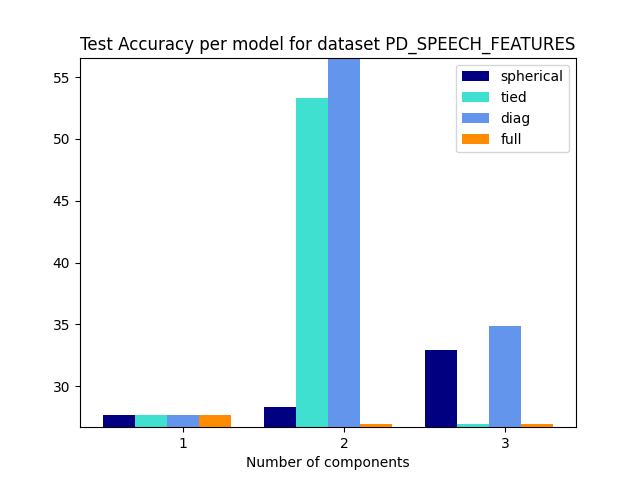 Test Accuracy per model for dataset PD_SPEECH_FEATURES
spherical
tied
diag
full
55
50
45
40
35
30
1 2 3
Number of components